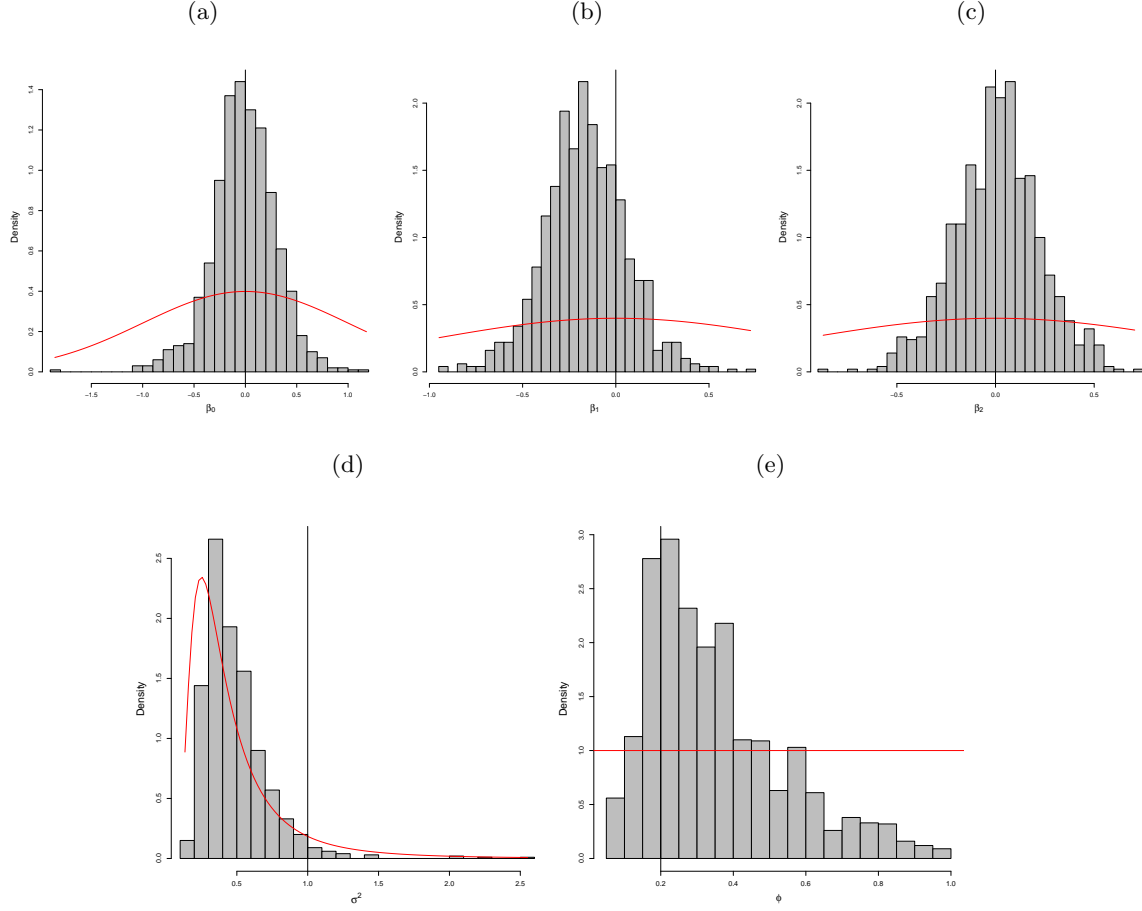 (a)
(b)
(c)
Density
0.0 0.2 0.4 0.6 0.8 1.0 1.2 1.4
−1.5 −1.0 −0.5 0.0 0.5 1.0
β0
Density
0.0 0.5 1.0 1.5 2.0
−1.0 −0.5 0.0 0.5
β1
Density
0.0 0.5 1.0 1.5 2.0
−0.5 0.0 0.5
β2
(d)
(e)
Density
0.0 0.5 1.0 1.5 2.0 2.5
0.5 1.0 1.5 2.0 2.5
σ2
Density
0.0 0.5 1.0 1.5 2.0 2.5 3.0
0.2 0.4 0.6 0.8 1.0
ϕ